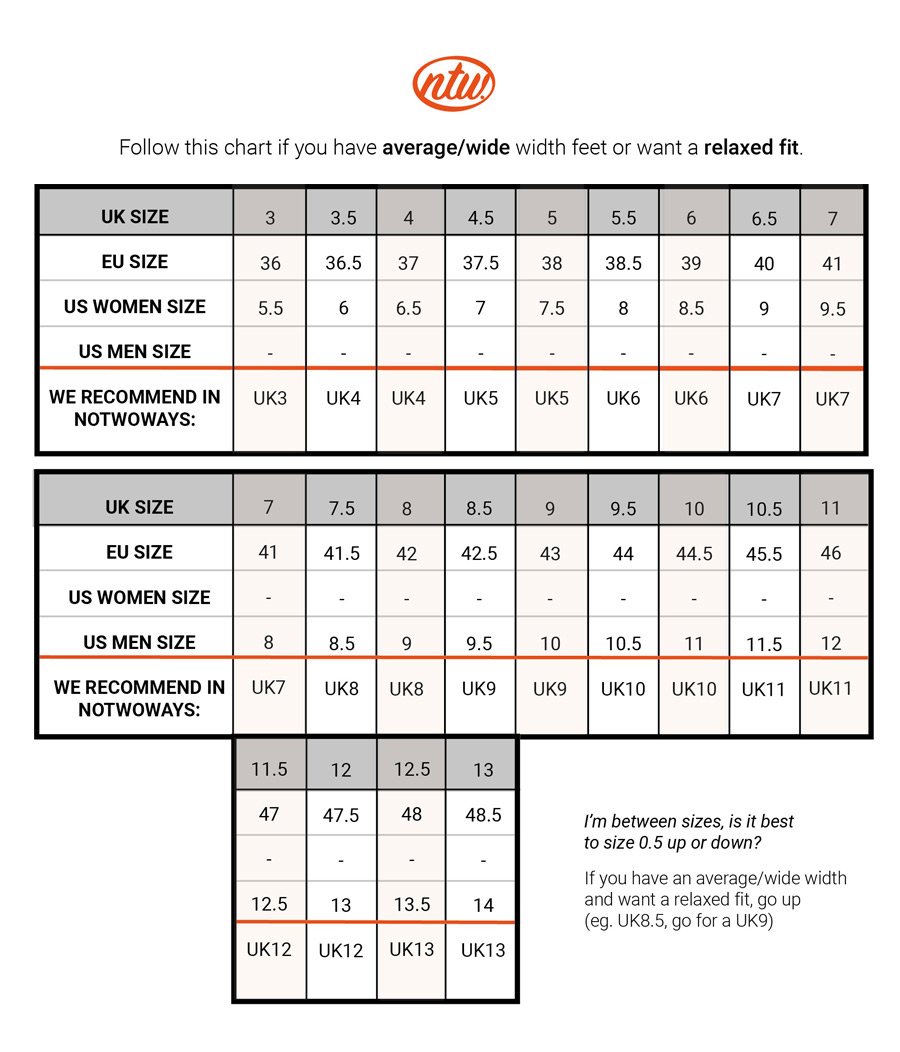 ntw.
Follow this chart if you have average/wide width feet or want a relaxed fit.
UK SIZE 3 3.5 4 4.5 5 5.5 6 6.5 7
EU SIZE 36 36.5 37 37.5 38 38.5 39 40 41
US WOMEN SIZE 5.5 6 6.5 7 7.5 8 8.5 9 9.5
US MEN SIZE - - - - - - - - -
WE RECOMMEND IN UK3 UK4 UK4 UK5 UK5 UK6 UK6 UK7 UK7
NOTWOWAYS:
UK SIZE 7 7.5 8 8.5 9 9.5 10 10.5 11
EU SIZE 41 41.5 42 42.5 43 44 44.5 45.5 46
US WOMEN SIZE - - - - - - - - -
US MEN SIZE 8 8.5 9 9.5 10 10.5 11 11.5 12
WE RECOMMEND IN UK7 UK8 UK8 UK9 UK9 UK10 UK10 UK11 UK11
NOTWOWAYS:
11.5 12 12.5 13
47 47.5 48 48.5
- - - -
12.5 13 13.5 14
UK12 UK12 UK13 UK13
I'm between sizes, is it best
to size 0.5 up or down?
If you have an average/wide width
and want a relaxed fit, go up
(eg. UK8.5, go for a UK9)